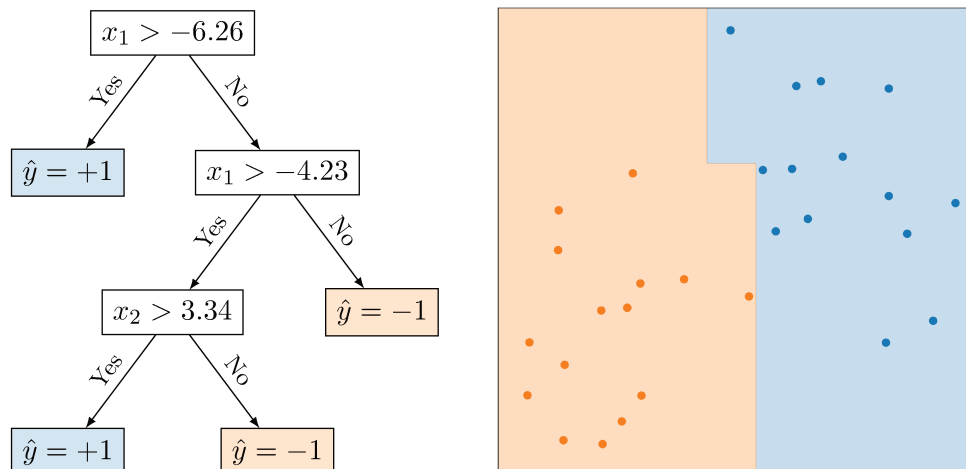 x₁ > −6.26
Yes
No
ŷ = +1
x₁ > −4.23
Yes
No
x₂ > 3.34
ŷ = −1
Yes
No
ŷ = +1
ŷ = −1